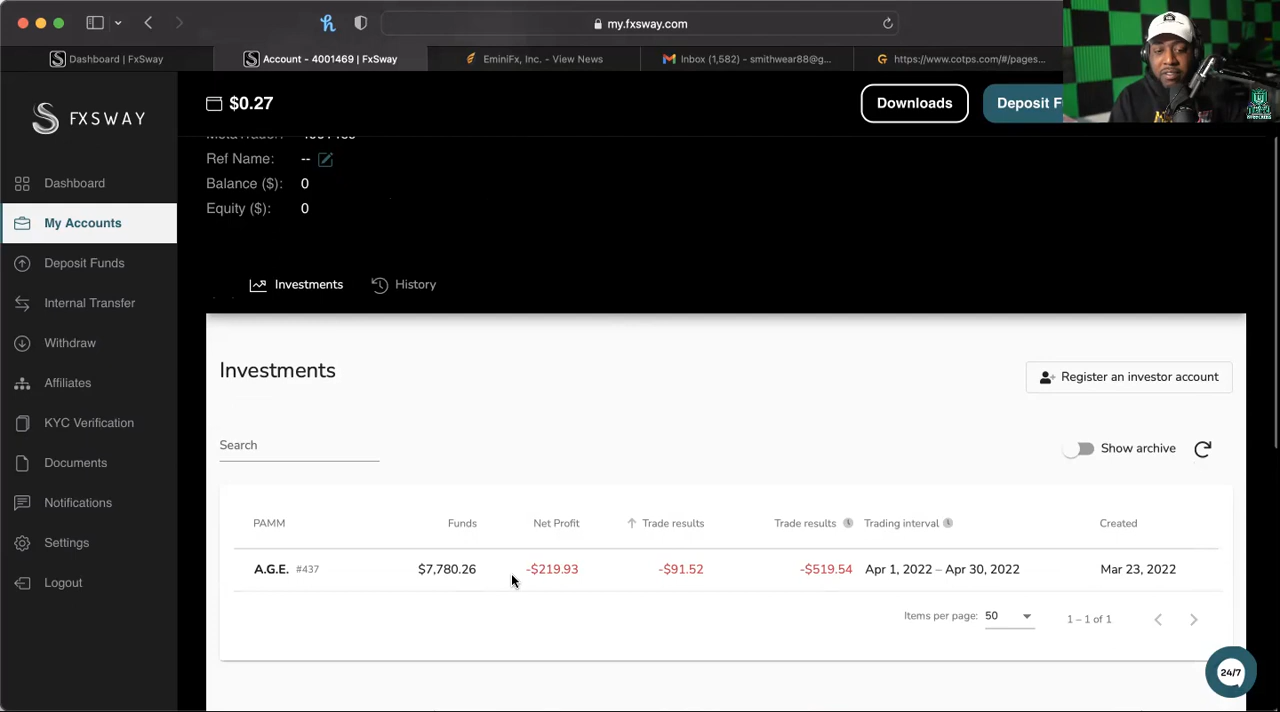 my.fxsway.com
Dashboard | FxSway
Account - 4001469 | FxSway
EminiFx, Inc. - View News
Inbox (1,582) - smithwear88@g...
https://www.cotps.com/#/pages...
FXSWAY
$0.27
Downloads
Deposit F
Ref Name: --
Balance ($): 0
Equity ($): 0
Dashboard
My Accounts
Deposit Funds
Internal Transfer
Withdraw
Affiliates
KYC Verification
Documents
Notifications
Settings
Logout
Investments
History
Investments
Register an investor account
Search
Show archive
PAMM Funds Net Profit Trade results Trade results Trading interval Created
A.G.E. #437 $7,780.26 -$219.93 -$91.52 -$519.54 Apr 1, 2022 – Apr 30, 2022 Mar 23, 2022
Items per page: 50 1 – 1 of 1
24/7